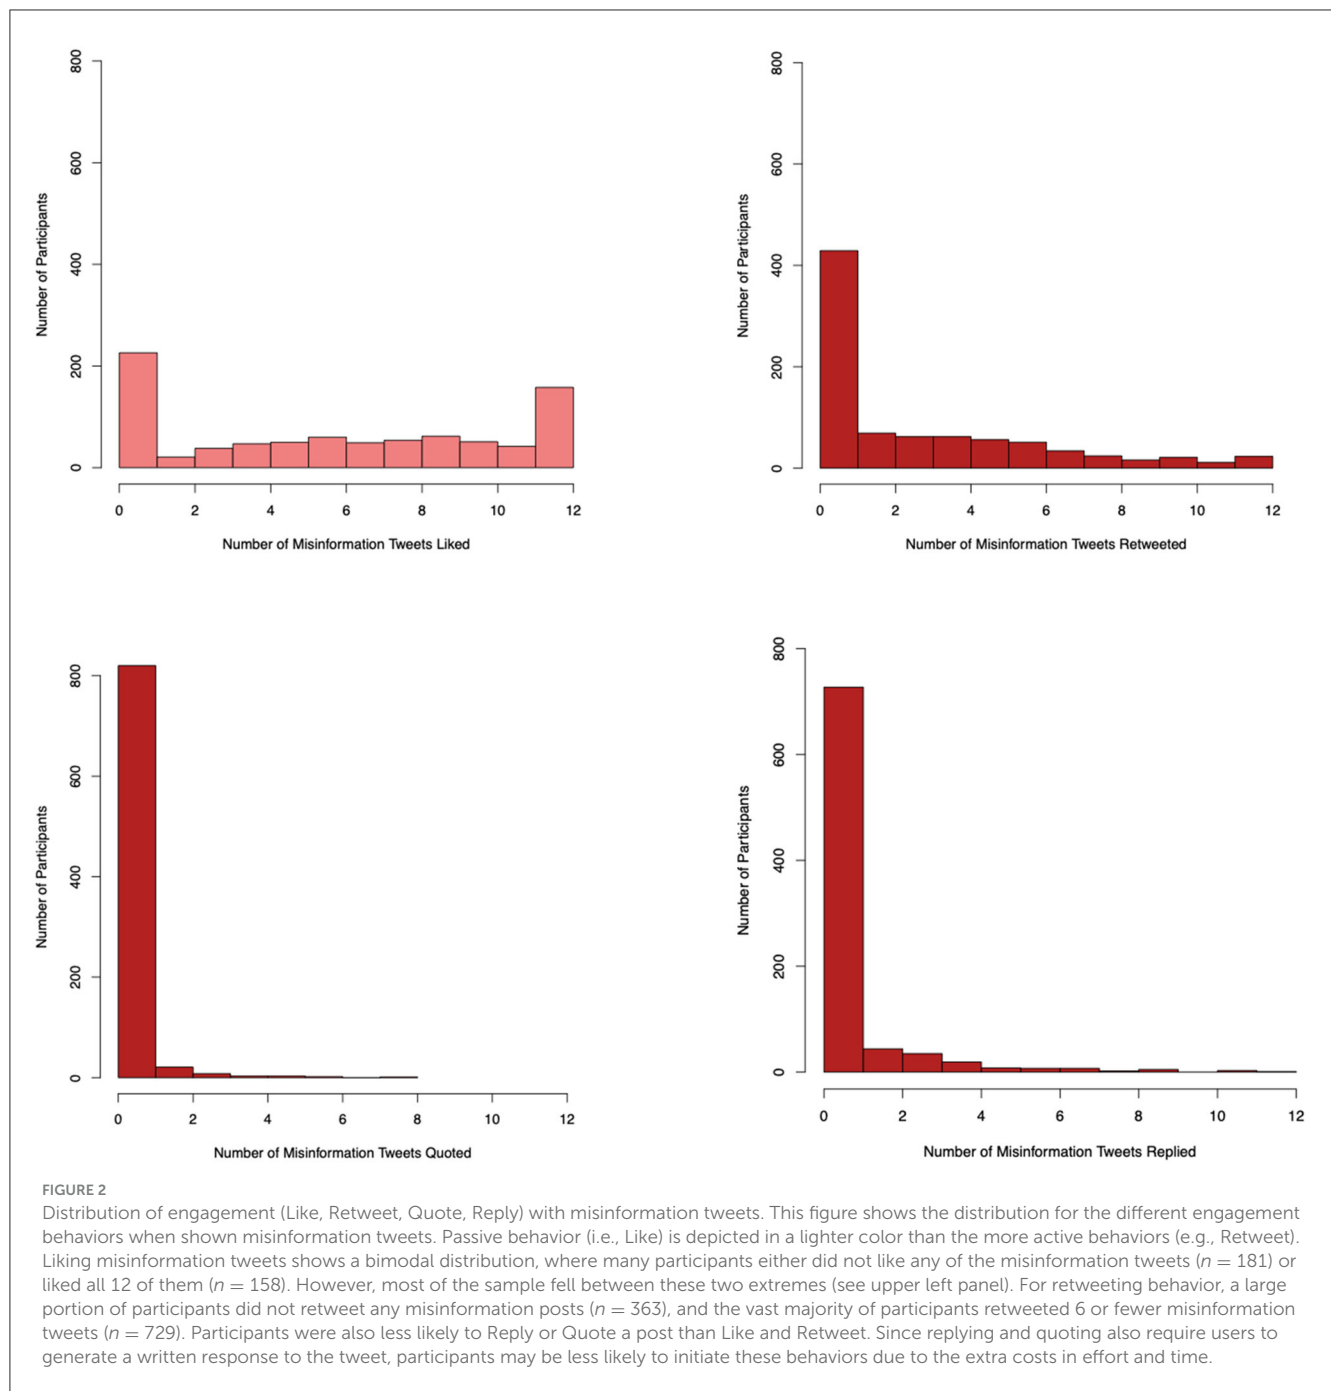 800
600
400
200
0
Number of Participants
0 2 4 6 8 10 12
Number of Misinformation Tweets Liked
800
600
400
200
0
Number of Participants
0 2 4 6 8 10 12
Number of Misinformation Tweets Retweeted
800
600
400
200
0
Number of Participants
0 2 4 6 8 10 12
Number of Misinformation Tweets Quoted
800
600
400
200
0
Number of Participants
0 2 4 6 8 10 12
Number of Misinformation Tweets Replied
FIGURE 2
Distribution of engagement (Like, Retweet, Quote, Reply) with misinformation tweets. This figure shows the distribution for the different engagement
behaviors when shown misinformation tweets. Passive behavior (i.e., Like) is depicted in a lighter color than the more active behaviors (e.g., Retweet).
Liking misinformation tweets shows a bimodal distribution, where many participants either did not like any of the misinformation tweets (n = 181) or
liked all 12 of them (n = 158). However, most of the sample fell between these two extremes (see upper left panel). For retweeting behavior, a large
portion of participants did not retweet any misinformation posts (n = 363), and the vast majority of participants retweeted 6 or fewer misinformation
tweets (n = 729). Participants were also less likely to Reply or Quote a post than Like and Retweet. Since replying and quoting also require users to
generate a written response to the tweet, participants may be less likely to initiate these behaviors due to the extra costs in effort and time.